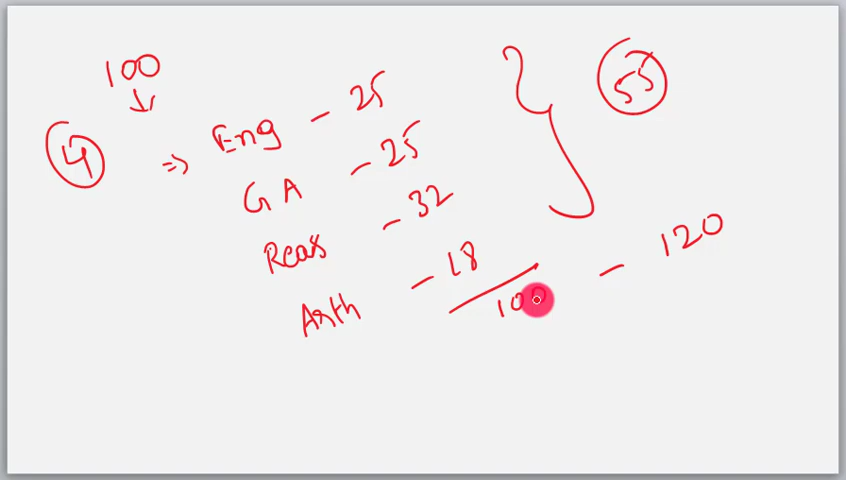 100
↓
4 ⇒ Eng - 25
GA - 25
Reas - 32
Arth - 18
100 - 120
55